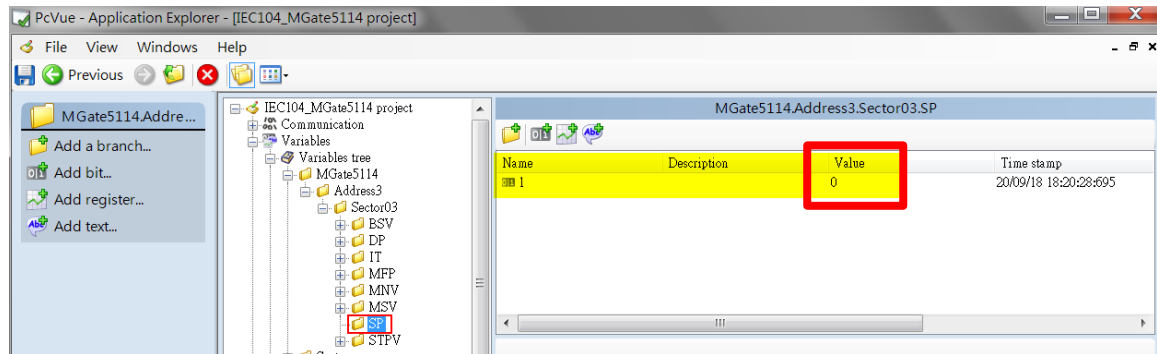 PcVue - Application Explorer - [IEC104_MGate5114 project]
File View Windows Help
Previous
MGate5114.Addre...
Add a branch...
Add bit...
Add register...
Add text...
IEC104_MGate5114 project
Communication
Variables
Variables tree
MGate5114
Address3
Sector03
BSV
DP
IT
MFP
MNV
MSV
SP
STPV
MGate5114.Address3.Sector03.SP
Name Description Value Time stamp
1 0 20/09/18 18:20:28:695